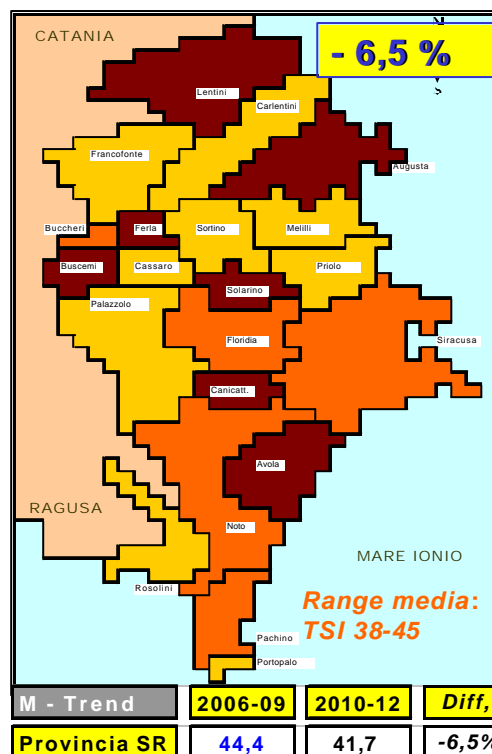 CATANIA
- 6,5 %
Lentini
Carlentini
Francofonte
Augusta
Buccheri
Ferla
Sortino
Melilli
Buscemi
Cassaro
Priolo
Solarino
Palazzolo
Floridia
Siracusa
Canicatt.
Avola
RAGUSA
Noto
MARE IONIO
Rosolini
Range media:
TSI 38-45
Pachino
Portopalo
M - Trend 2006-09 2010-12 Diff,
Provincia SR 44,4 41,7 -6,5%